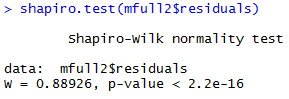 > shapiro.test(mfull2$residuals)
Shapiro-Wilk normality test
data: mfull2$residuals
W = 0.88926, p-value < 2.2e-16